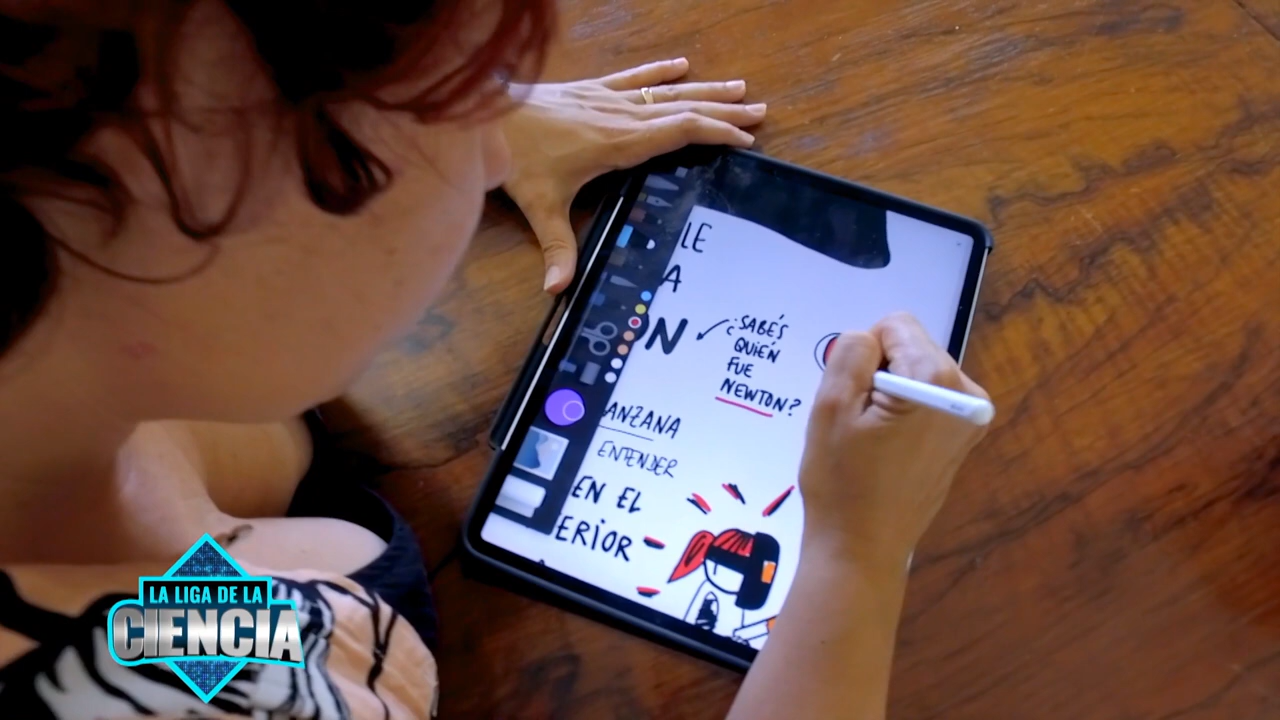 LE
A
N
¿SABÉS
QUIÉN
FUE
NEWTON?
ANZANA
ENTENDER
EN EL
ERIOR
LA LIGA DE LA
CIENCIA